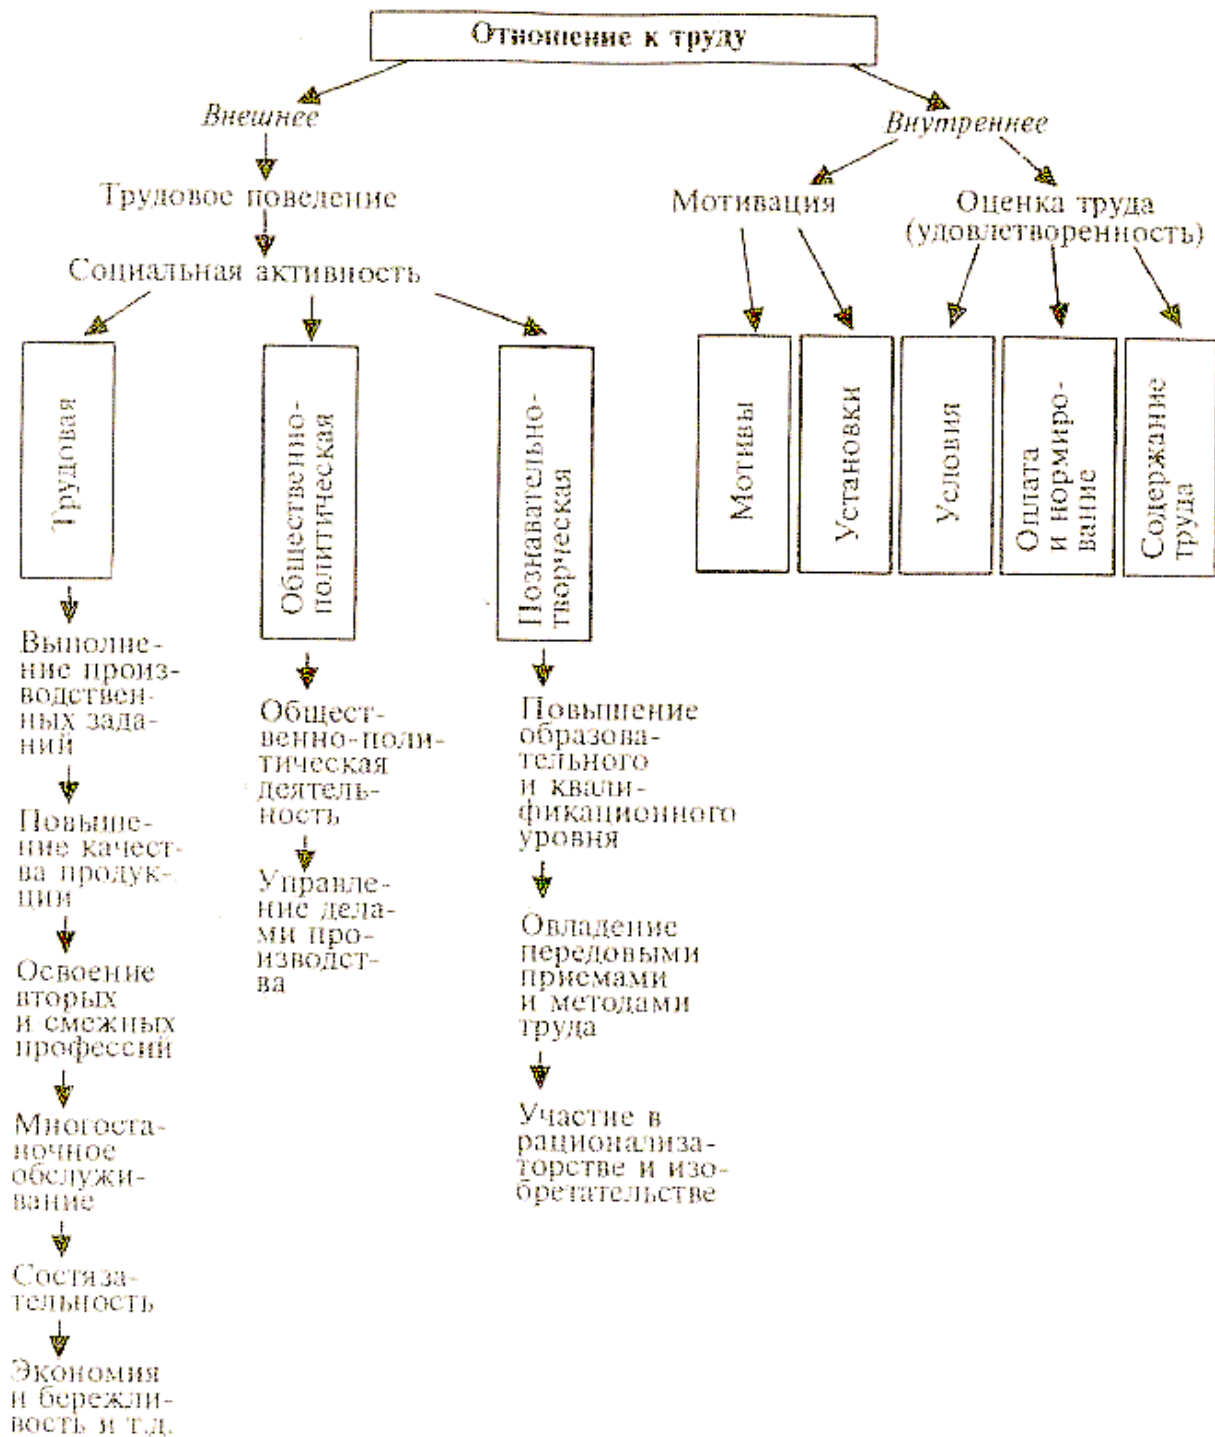 Отношение к труду
Внешнее
Внутреннее
Трудовое поведение
Социальная активность
Мотивация
Оценка труда
(удовлетворенность)
Трудовая
Общественно-
политическая
Познавательно-
творческая
Мотивы
Установки
Условия
Оплата
и нормиро-
вание
Содержание
труда
Выполне-
ние произ-
водствен-
ных зада-
ний
Повыше-
ние качест-
ва продук-
ции
Освоение
вторых
и смежных
профессий
Многоста-
ночное
обслужи-
вание
Состяза-
тельность
Экономия
и бережли-
вость и т.д.
Общест-
венно-поли-
тическая
деятель-
ность
Управле-
ние дела-
ми про-
изводст-
ва
Повышение
образова-
тельного
и квали-
фикационного
уровня
Овладение
передовыми
приемами
и методами
труда
Участие в
рационализа-
торстве и изо-
бретательстве